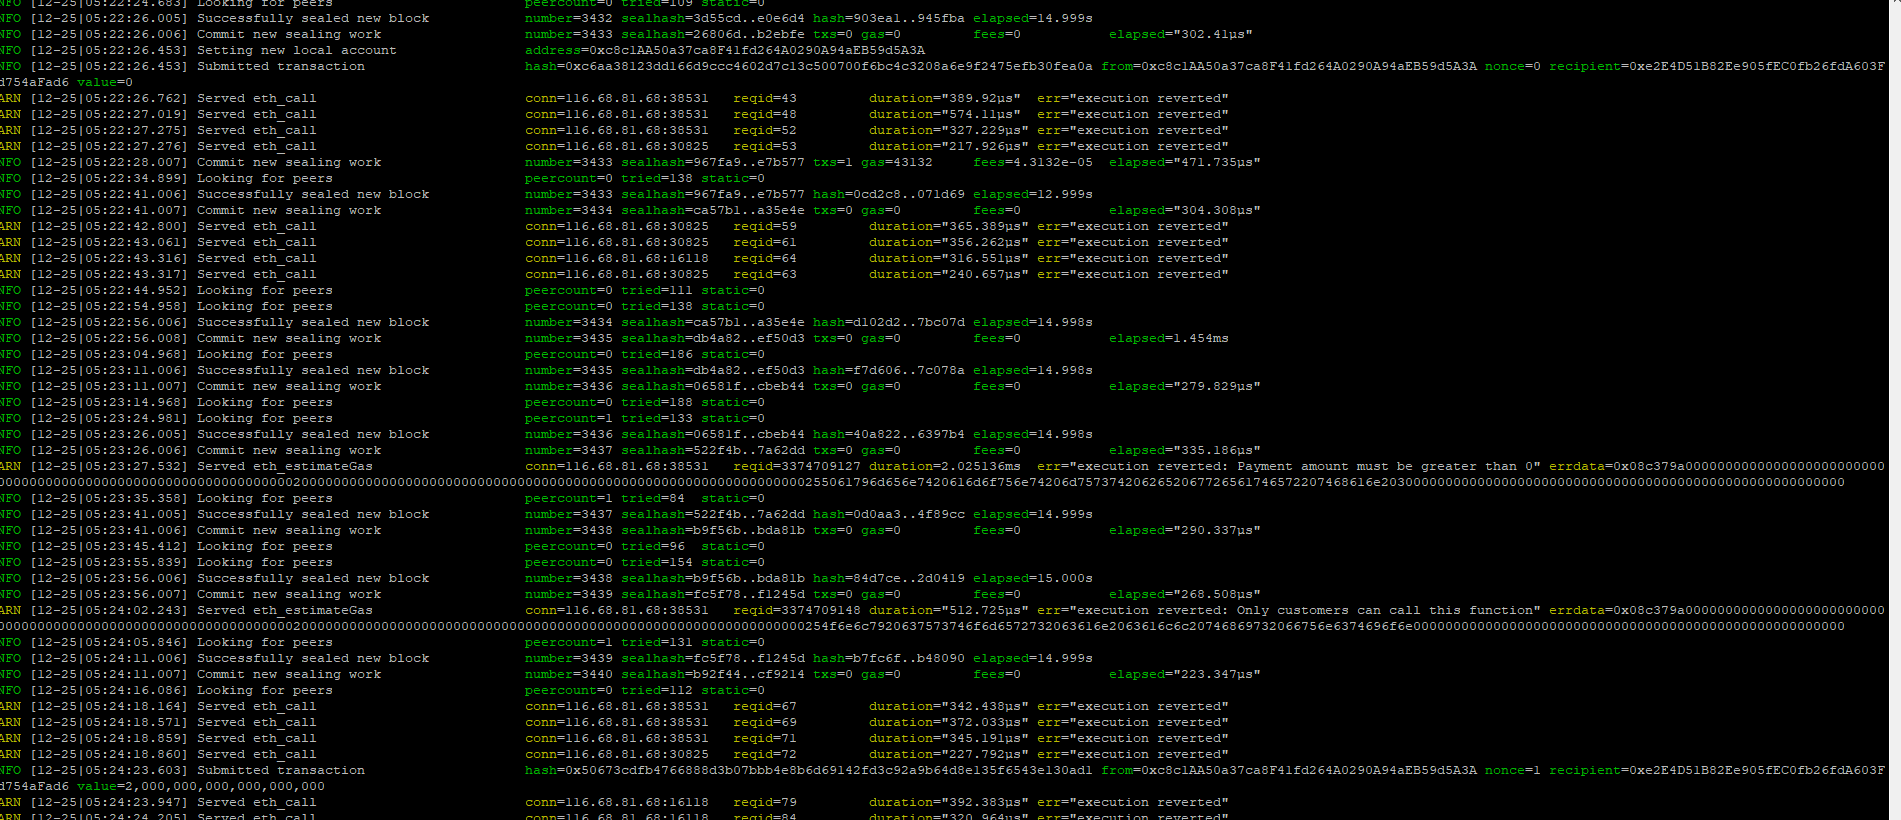 NFO [12-25|05:22:24.683] Looking for peers peercount=0 tried=109 static=0
NFO [12-25|05:22:26.005] Successfully sealed new block number=3432 sealhash=3d55cd..e0e6d4 hash=903ea1..945fba elapsed=14.999s
NFO [12-25|05:22:26.006] Commit new sealing work number=3433 sealhash=26806d..b2ebfe txs=0 gas=0 fees=0 elapsed="302.41µs"
NFO [12-25|05:22:26.453] Setting new local account address=0xc8c1AA50a37ca8F41fd264A0290A94aEB59d5A3A
NFO [12-25|05:22:26.453] Submitted transaction hash=0xc6aa38123dd166d9ccc4602d7c13c500700f6bc4c3208a6e9f2475efb30fea0a from=0xc8c1AA50a37ca8F41fd264A0290A94aEB59d5A3A nonce=0 recipient=0xe2E4D51B82Ee905fEC0fb26fdA603F
d754aFad6 value=0
ARN [12-25|05:22:26.762] Served eth_call conn=116.68.81.68:38531 reqid=43 duration="389.92µs" err="execution reverted"
ARN [12-25|05:22:27.019] Served eth_call conn=116.68.81.68:38531 reqid=48 duration="574.11µs" err="execution reverted"
ARN [12-25|05:22:27.275] Served eth_call conn=116.68.81.68:38531 reqid=52 duration="327.229µs" err="execution reverted"
ARN [12-25|05:22:27.276] Served eth_call conn=116.68.81.68:30825 reqid=53 duration="217.926µs" err="execution reverted"
NFO [12-25|05:22:28.007] Commit new sealing work number=3433 sealhash=967fa9..e7b577 txs=1 gas=43132 fees=4.3132e-05 elapsed="471.735µs"
NFO [12-25|05:22:34.899] Looking for peers peercount=0 tried=138 static=0
NFO [12-25|05:22:41.006] Successfully sealed new block number=3433 sealhash=967fa9..e7b577 hash=0cd2c8..071d69 elapsed=12.999s
NFO [12-25|05:22:41.007] Commit new sealing work number=3434 sealhash=ca57b1..a35e4e txs=0 gas=0 fees=0 elapsed="304.308µs"
ARN [12-25|05:22:42.800] Served eth_call conn=116.68.81.68:30825 reqid=59 duration="365.389µs" err="execution reverted"
ARN [12-25|05:22:43.061] Served eth_call conn=116.68.81.68:30825 reqid=61 duration="356.262µs" err="execution reverted"
ARN [12-25|05:22:43.316] Served eth_call conn=116.68.81.68:16118 reqid=64 duration="316.551µs" err="execution reverted"
ARN [12-25|05:22:43.317] Served eth_call conn=116.68.81.68:30825 reqid=63 duration="240.657µs" err="execution reverted"
NFO [12-25|05:22:44.952] Looking for peers peercount=0 tried=111 static=0
NFO [12-25|05:22:54.958] Looking for peers peercount=0 tried=138 static=0
NFO [12-25|05:22:56.006] Successfully sealed new block number=3434 sealhash=ca57b1..a35e4e hash=d102d2..7bc07d elapsed=14.998s
NFO [12-25|05:22:56.008] Commit new sealing work number=3435 sealhash=db4a82..ef50d3 txs=0 gas=0 fees=0 elapsed=1.454ms
NFO [12-25|05:23:04.968] Looking for peers peercount=0 tried=186 static=0
NFO [12-25|05:23:11.006] Successfully sealed new block number=3435 sealhash=db4a82..ef50d3 hash=f7d606..7c078a elapsed=14.998s
NFO [12-25|05:23:11.007] Commit new sealing work number=3436 sealhash=06581f..cbeb44 txs=0 gas=0 fees=0 elapsed="279.829µs"
NFO [12-25|05:23:14.968] Looking for peers peercount=0 tried=188 static=0
NFO [12-25|05:23:24.981] Looking for peers peercount=1 tried=133 static=0
NFO [12-25|05:23:26.005] Successfully sealed new block number=3436 sealhash=06581f..cbeb44 hash=40a822..6397b4 elapsed=14.998s
NFO [12-25|05:23:26.006] Commit new sealing work number=3437 sealhash=522f4b..7a62dd txs=0 gas=0 fees=0 elapsed="335.186µs"
ARN [12-25|05:23:27.532] Served eth_estimateGas conn=116.68.81.68:38531 reqid=3374709127 duration=2.025136ms err="execution reverted: Payment amount must be greater than 0"
NFO [12-25|05:23:35.358] Looking for peers peercount=1 tried=84 static=0
NFO [12-25|05:23:41.005] Successfully sealed new block number=3437 sealhash=522f4b..7a62dd hash=0d0aa3..4f89cc elapsed=14.999s
NFO [12-25|05:23:41.006] Commit new sealing work number=3438 sealhash=b9f56b..bda81b txs=0 gas=0 fees=0 elapsed="290.337µs"
NFO [12-25|05:23:45.412] Looking for peers peercount=0 tried=96 static=0
NFO [12-25|05:23:55.839] Looking for peers peercount=0 tried=154 static=0
NFO [12-25|05:23:56.006] Successfully sealed new block number=3438 sealhash=b9f56b..bda81b hash=84d7ce..2d0419 elapsed=15.000s
NFO [12-25|05:23:56.007] Commit new sealing work number=3439 sealhash=fc5f78..f1245d txs=0 gas=0 fees=0 elapsed="268.508µs"
ARN [12-25|05:24:02.243] Served eth_estimateGas conn=116.68.81.68:38531 reqid=3374709148 duration="512.725µs" err="execution reverted: Only customers can call this function"
NFO [12-25|05:24:05.846] Looking for peers peercount=1 tried=131 static=0
NFO [12-25|05:24:11.006] Successfully sealed new block number=3439 sealhash=fc5f78..f1245d hash=b7fc6f..b48090 elapsed=14.999s
NFO [12-25|05:24:11.007] Commit new sealing work number=3440 sealhash=b92f44..cf9214 txs=0 gas=0 fees=0 elapsed="223.347µs"
NFO [12-25|05:24:16.086] Looking for peers peercount=0 tried=112 static=0
ARN [12-25|05:24:18.164] Served eth_call conn=116.68.81.68:38531 reqid=67 duration="342.438µs" err="execution reverted"
ARN [12-25|05:24:18.571] Served eth_call conn=116.68.81.68:38531 reqid=69 duration="372.033µs" err="execution reverted"
ARN [12-25|05:24:18.859] Served eth_call conn=116.68.81.68:38531 reqid=71 duration="345.191µs" err="execution reverted"
ARN [12-25|05:24:18.860] Served eth_call conn=116.68.81.68:30825 reqid=72 duration="227.792µs" err="execution reverted"
NFO [12-25|05:24:23.603] Submitted transaction hash=0x50673cdfb4766888d3b07bbb4e8b6d69142fd3c92a9b64d8e135f6543e130ad1 from=0xc8c1AA50a37ca8F41fd264A0290A94aEB59d5A3A nonce=1 recipient=0xe2E4D51B82Ee905fEC0fb26fdA603F
d754aFad6 value=2,000,000,000,000,000,000
ARN [12-25|05:24:23.947] Served eth_call conn=116.68.81.68:16118 reqid=79 duration="392.383µs" err="execution reverted"
ARN [12-25|05:24:24.205] Served eth_call conn=116.68.81.68:16118 reqid=84 duration="320.964µs" err="execution reverted"